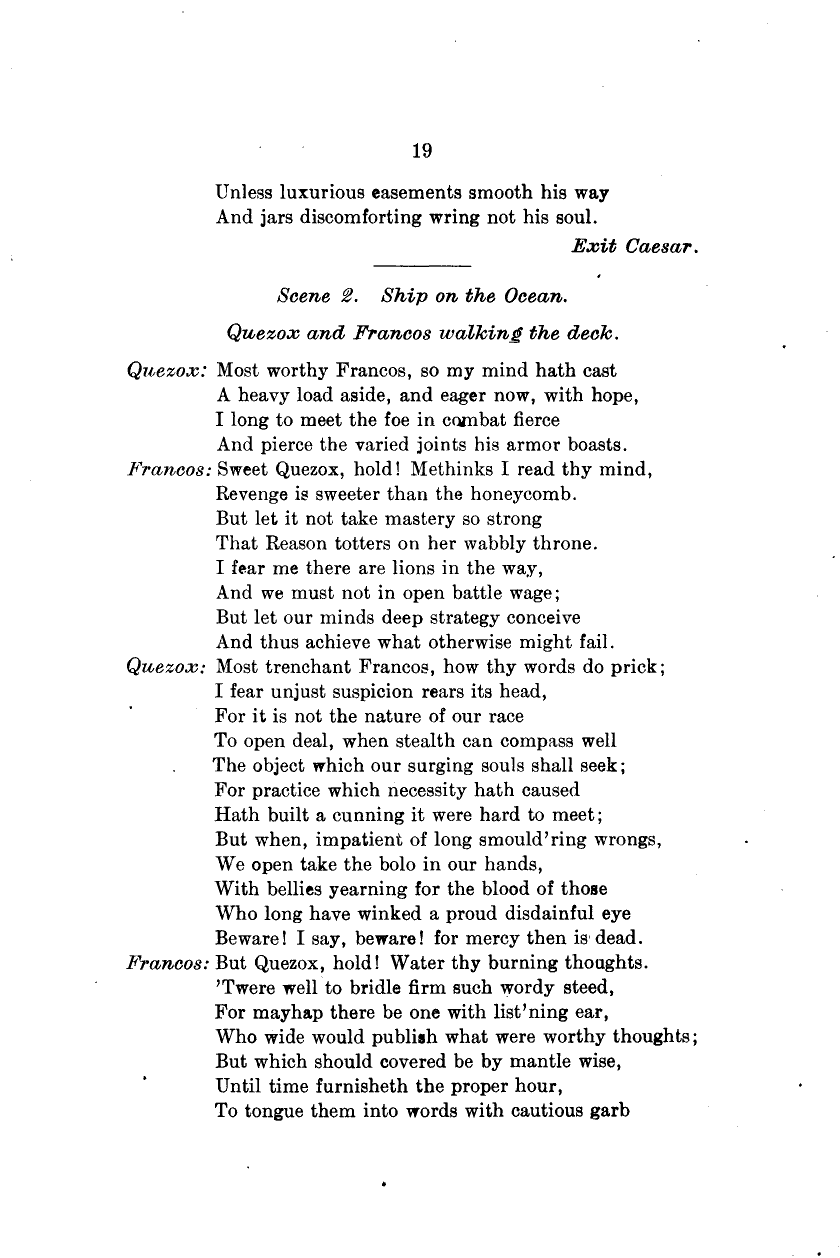 19
Unless luxurious easements smooth his way
And jars discomforting wring not his soul.
Exit Caesar.
Scene 2. Ship on the Ocean.
Quezox and Francos walking the deck.
Quezox: Most worthy Francos, so my mind hath cast
A heavy load aside, and eager now, with hope,
I long to meet the foe in combat fierce
And pierce the varied joints his armor boasts.
Francos: Sweet Quezox, hold! Methinks I read thy mind,
Revenge is sweeter than the honeycomb.
But let it not take mastery so strong
That Reason totters on her wabbly throne.
I fear me there are lions in the way,
And we must not in open battle wage;
But let our minds deep strategy conceive
And thus achieve what otherwise might fail.
Quezox: Most trenchant Francos, how thy words do prick;
I fear unjust suspicion rears its head,
For it is not the nature of our race
To open deal, when stealth can compass well
The object which our surging souls shall seek;
For practice which necessity hath caused
Hath built a cunning it were hard to meet;
But when, impatient of long smould'ring wrongs,
We open take the bolo in our hands,
With bellies yearning for the blood of those
Who long have winked a proud disdainful eye
Beware! I say, beware! for mercy then is dead.
Francos: But Quezox, hold! Water thy burning thoughts.
'Twere well to bridle firm such wordy steed,
For mayhap there be one with list'ning ear,
Who wide would publish what were worthy thoughts;
But which should covered be by mantle wise,
Until time furnisheth the proper hour,
To tongue them into words with cautious garb